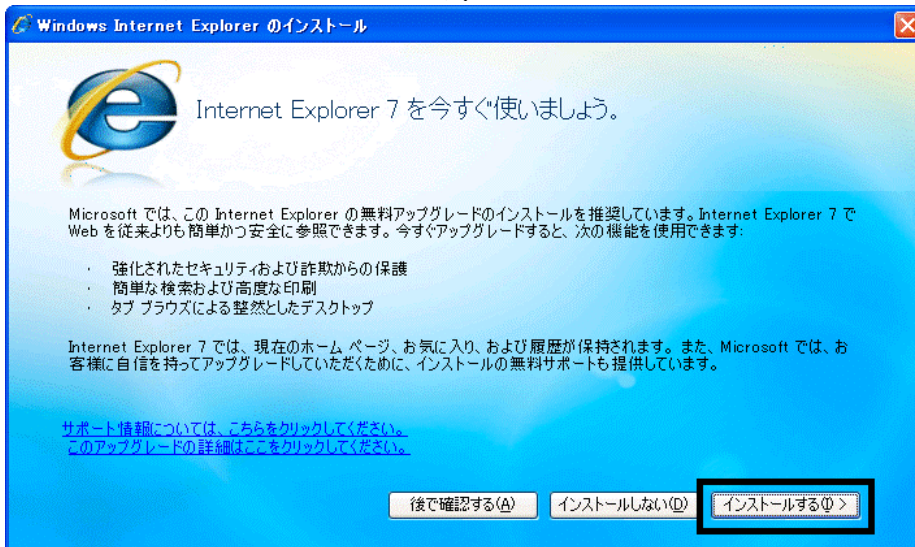 Windows Internet Explorer のインストール
Internet Explorer 7 を今すぐ使いましょう。
Microsoft では、この Internet Explorer の無料アップグレードのインストールを推奨しています。Internet Explorer 7 で
Web を従来よりも簡単かつ安全に参照できます。今すぐアップグレードすると、次の機能を使用できます:
・ 強化されたセキュリティおよび詐欺からの保護
・ 簡単な検索および高度な印刷
・ タブ ブラウズによる整然としたデスクトップ
Internet Explorer 7 では、現在のホーム ページ、お気に入り、および履歴が保持されます。また、Microsoft では、お
客様に自信を持ってアップグレードしていただくために、インストールの無料サポートも提供しています。
サポート情報については、こちらをクリックしてください。
このアップグレードの詳細はここをクリックしてください。
後で確認する(A) インストールしない(D) インストールする(I) >